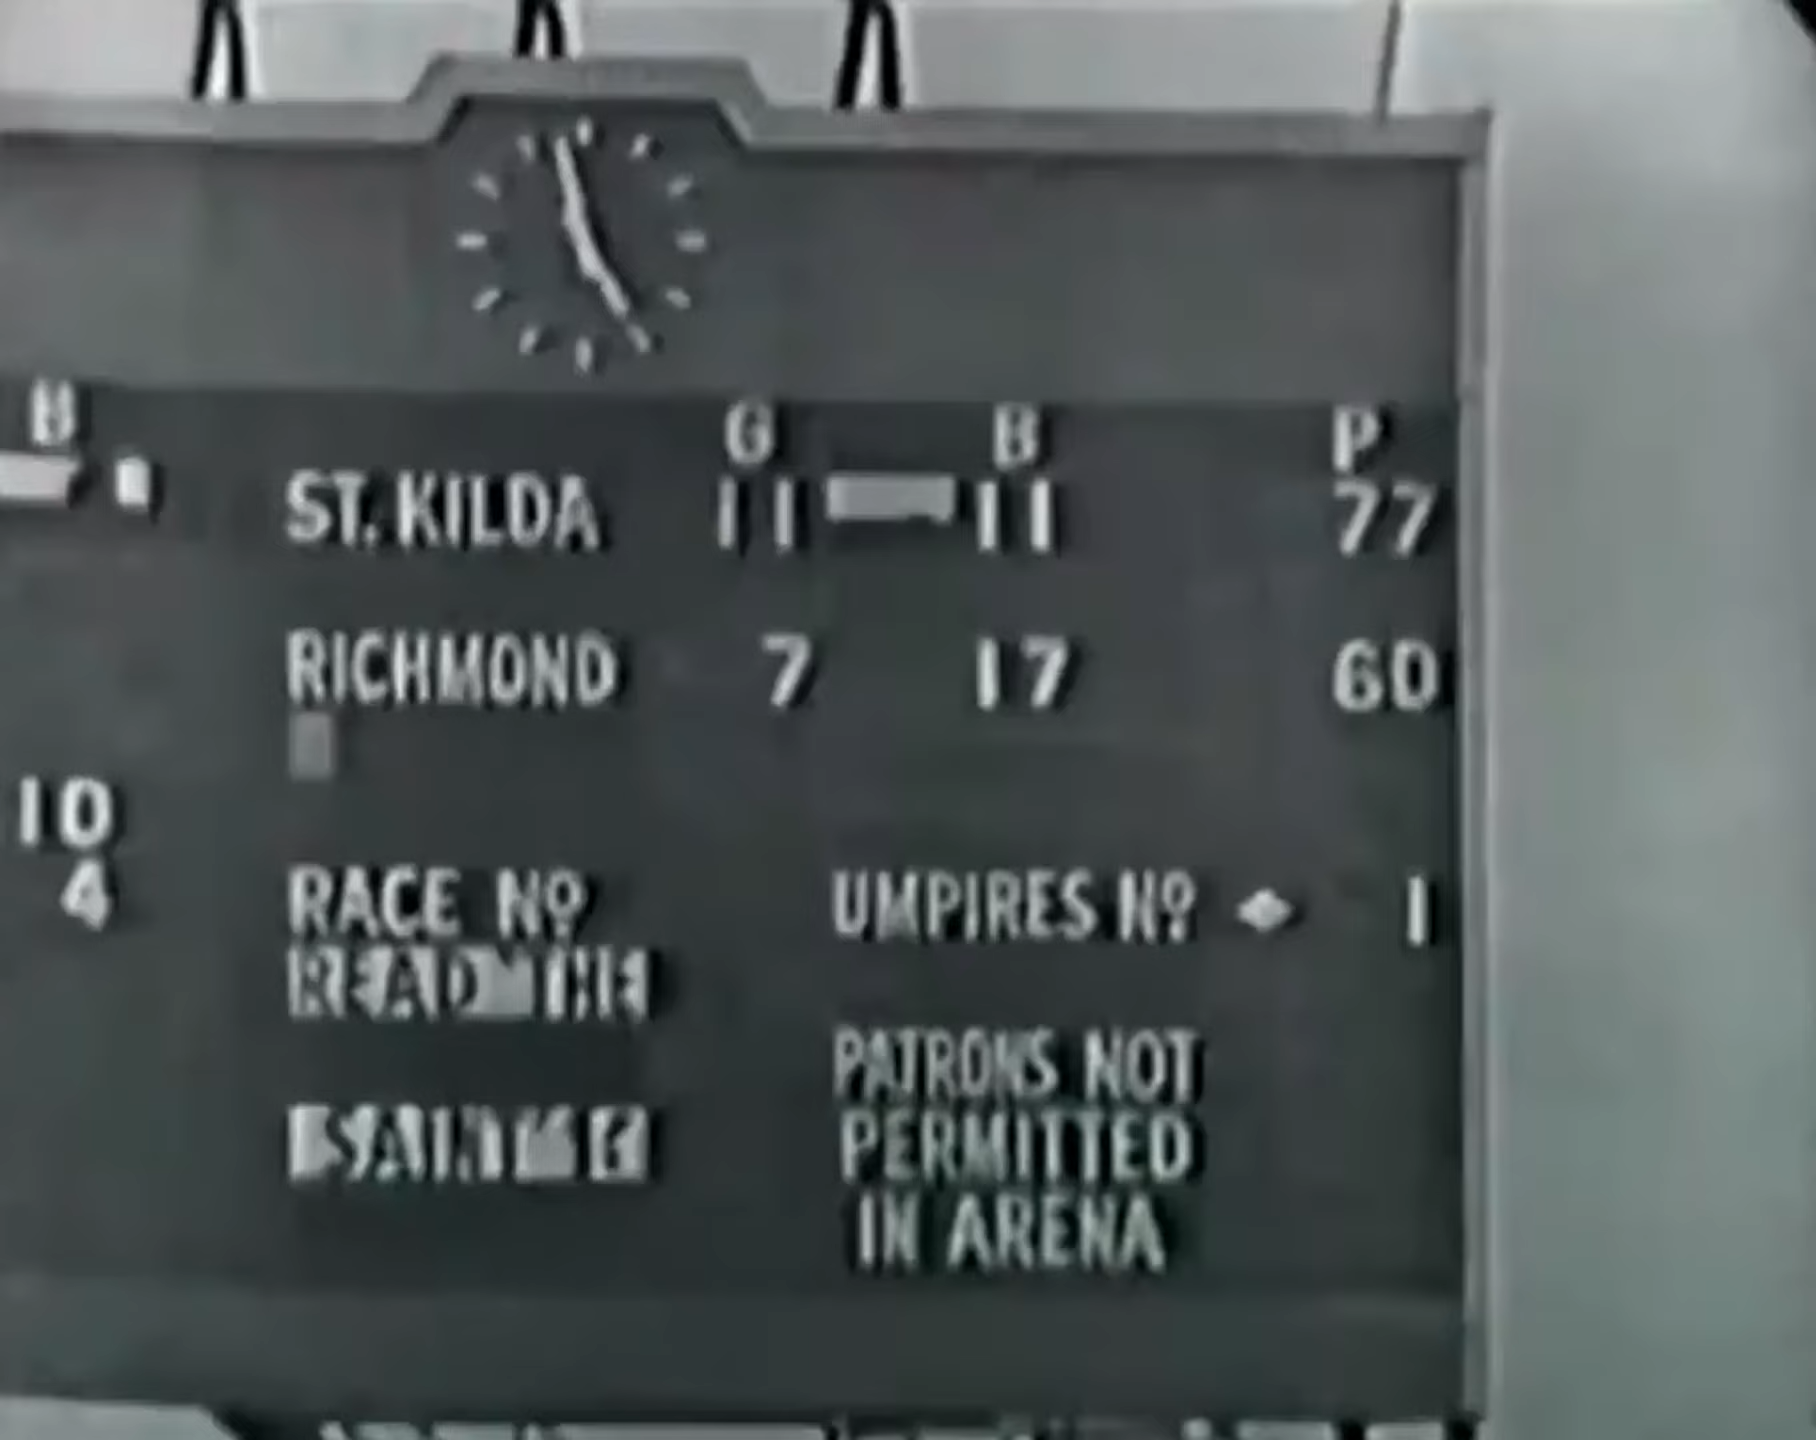 B G B P
ST. KILDA 11 11 77
RICHMOND 7 17 60
10
4 RACE Nº UMPIRES Nº 1
READ THE
PATRONS NOT
PERMITTED
IN ARENA